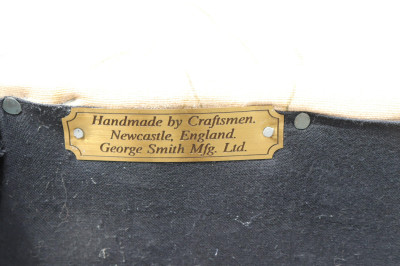 Handmade by Craftsmen.
Newcastle, England.
George Smith Mfg. Ltd.